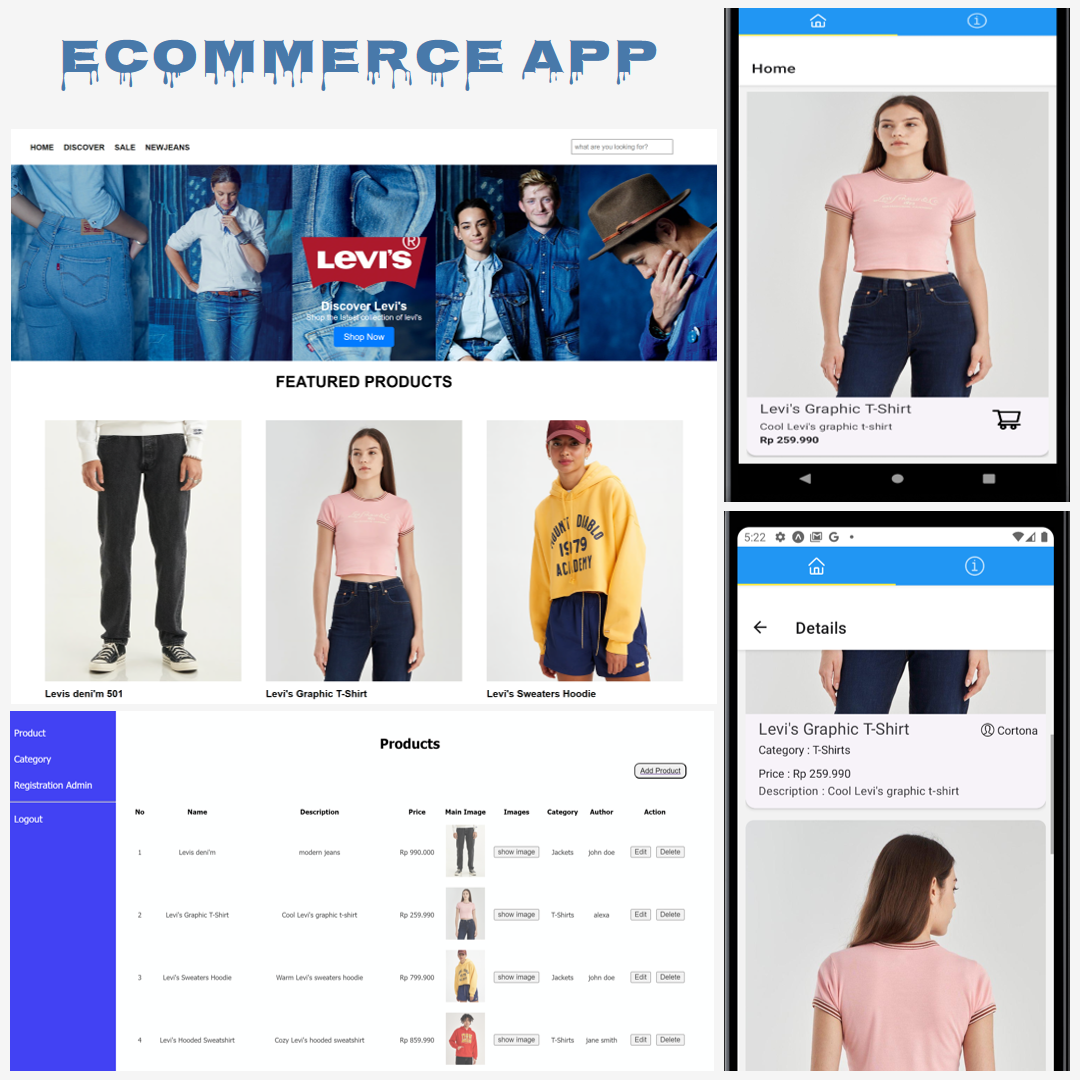 ECOMMERCE APP
HOME DISCOVER SALE NEWJEANS
what are you looking for?
LEVI'S®
Discover Levi's
Shop the latest collection of levi's
Shop Now
FEATURED PRODUCTS
MOUNT DIABLO
1979
ACADEMY
Levis deni'm 501 Levi's Graphic T-Shirt Levi's Sweaters Hoodie
Product
Category
Registration Admin
Logout
Products
Add Product
No Name Description Price Main Image Images Category Author Action
1 Levis deni'm modern jeans Rp 990.000 show image Jackets john doe Edit Delete
2 Levi's Graphic T-Shirt Cool Levi's graphic t-shirt Rp 259.990 show image T-Shirts alexa Edit Delete
3 Levi's Sweaters Hoodie Warm Levi's sweaters hoodie Rp 799.900 show image Jackets john doe Edit Delete
4 Levi's Hooded Sweatshirt Cozy Levi's hooded sweatshirt Rp 859.990 show image T-Shirts jane smith Edit Delete
Home
Levi's Graphic T-Shirt
Cool Levi's graphic t-shirt
Rp 259.990
5:22
Details
Levi's Graphic T-Shirt
Cortona
Category : T-Shirts
Price : Rp 259.990
Description : Cool Levi's graphic t-shirt